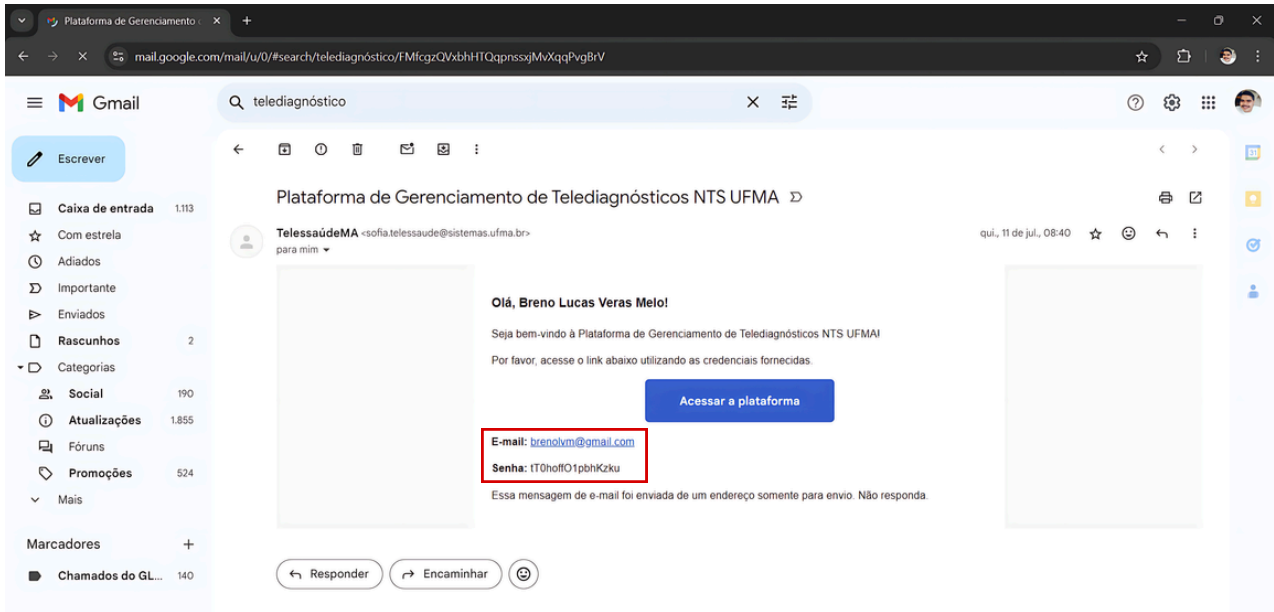 Plataforma de Gerenciamento
mail.google.com/mail/u/0/#search/telediagnóstico/FMfcgzQVxbhHTQqpnssxjMvXqqPvgBrV
Gmail
telediagnóstico
Escrever
Caixa de entrada 1.113
Com estrela
Adiados
Importante
Enviados
Rascunhos 2
Categorias
Social 190
Atualizações 1.855
Fóruns
Promoções 524
Mais
Marcadores
Chamados do GL... 140
Plataforma de Gerenciamento de Telediagnósticos NTS UFMA
TelessaúdeMA <sofia.telessaude@sistemas.ufma.br> qui., 11 de jul., 08:40
para mim
Olá, Breno Lucas Veras Melo!
Seja bem-vindo à Plataforma de Gerenciamento de Telediagnósticos NTS UFMA!
Por favor, acesse o link abaixo utilizando as credenciais fornecidas.
Acessar a plataforma
E-mail: brenolvm@gmail.com
Senha: tT0hoffO1pbhKzku
Essa mensagem de e-mail foi enviada de um endereço somente para envio. Não responda.
Responder
Encaminhar
31